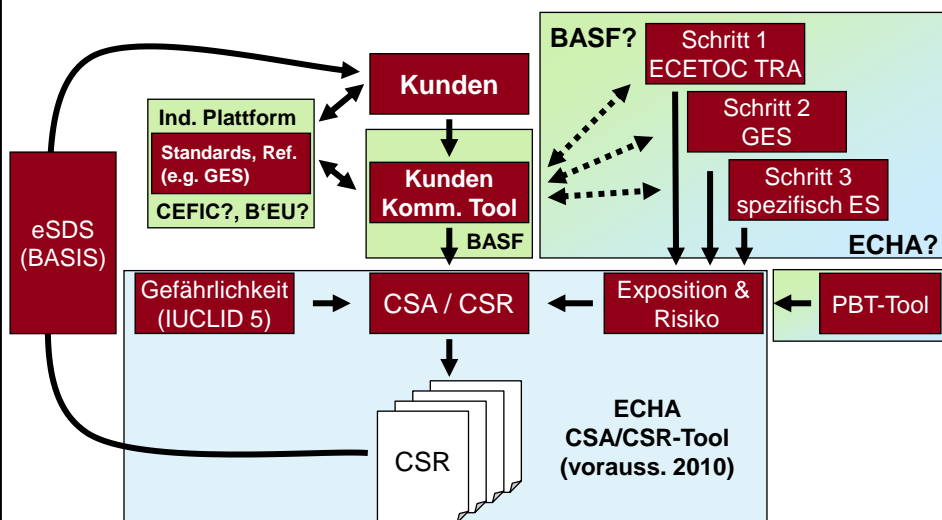 BASF?
Schritt 1
ECETOC TRA
Kunden
Schritt 2
GES
Ind. Plattform
Standards, Ref.
(e.g. GES)
CEFIC?, B'EU?
Kunden
Komm. Tool
BASF
Schritt 3
spezifisch ES
ECHA?
eSDS
(BASIS)
Gefährlichkeit
(IUCLID 5)
CSA / CSR
Exposition &
Risiko
PBT-Tool
CSR
ECHA
CSA/CSR-Tool
(vorauss. 2010)